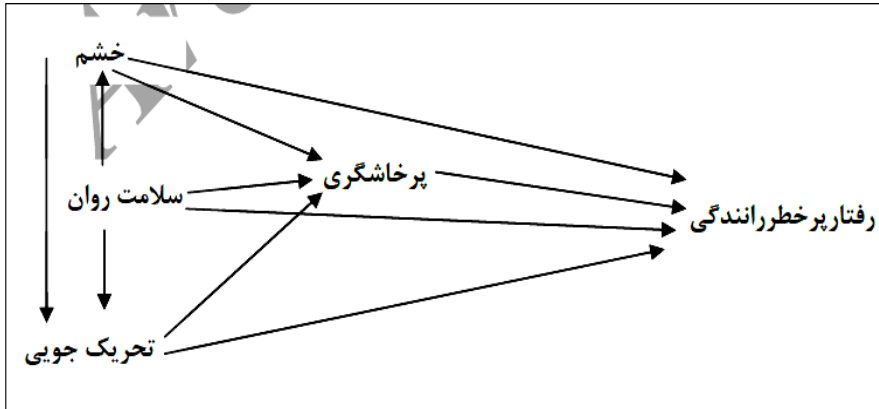 خشم
پرخاشگری
سلامت روان
رفتارپرخطررانندگی
تحریک جویی